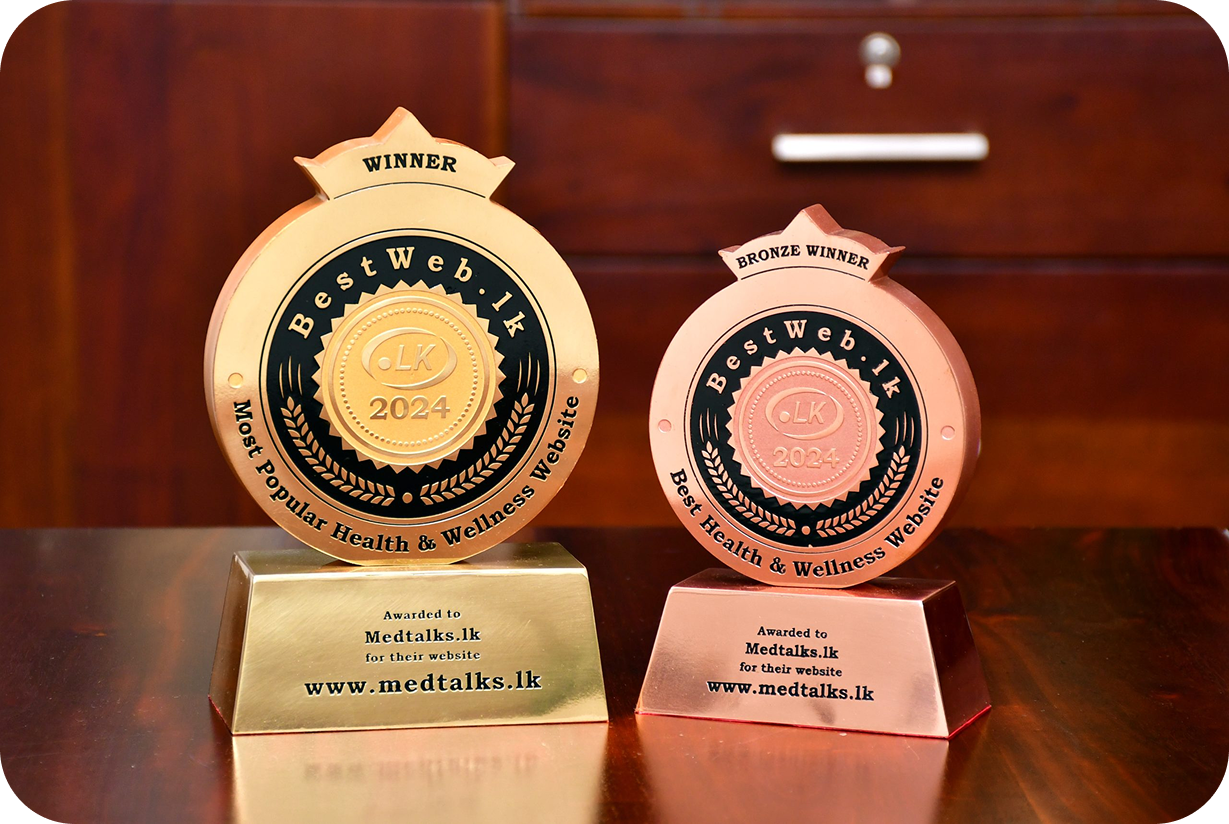 WINNER
BestWeb.lk
.LK
2024
Most Popular Health & Wellness Website
Awarded to
Medtalks.lk
for their website
www.medtalks.lk
BRONZE WINNER
BestWeb.lk
.LK
2024
Best Health & Wellness Website
Awarded to
Medtalks.lk
for their website
www.medtalks.lk